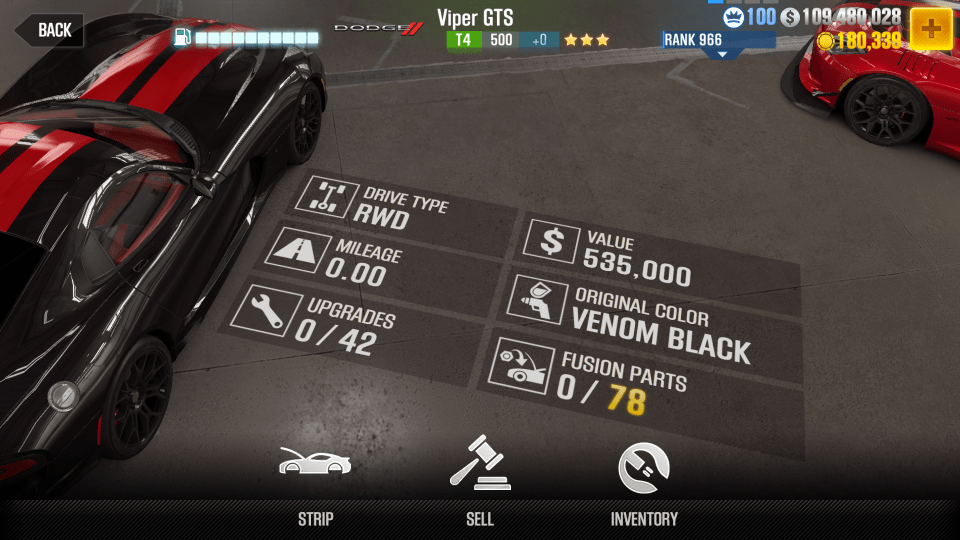 BACK
DODGE
Viper GTS
T4 500 +0
100
109,480,028
RANK 966
180,338
DRIVE TYPE
RWD
MILEAGE
0.00
UPGRADES
0/42
VALUE
535,000
ORIGINAL COLOR
VENOM BLACK
FUSION PARTS
0/78
STRIP
SELL
INVENTORY